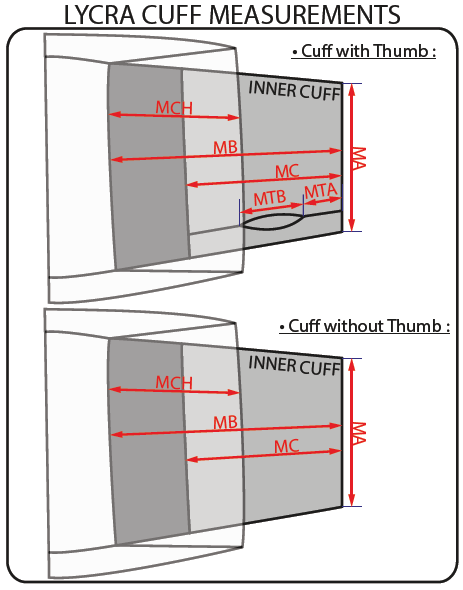 LYCRA CUFF MEASUREMENTS
• Cuff with Thumb :
INNER CUFF
MCH
MB
MA
MC
MTB
MTA
• Cuff without Thumb :
INNER CUFF
MCH
MB
MA
MC